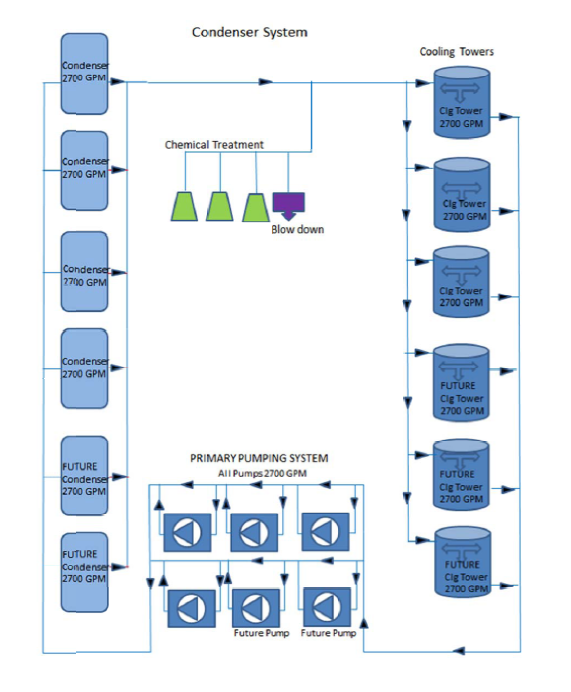 Condenser System
Cooling Towers
Condenser
2700 GPM
Condenser
2700 GPM
Condenser
2700 GPM
Condenser
2700 GPM
FUTURE
Condenser
2700 GPM
FUTURE
Condenser
2700 GPM
Chemical Treatment
Blow down
Clg Tower
2700 GPM
Clg Tower
2700 GPM
Clg Tower
2700 GPM
FUTURE
Clg Tower
2700 GPM
FUTURE
Clg Tower
2700 GPM
FUTURE
Clg Tower
2700 GPM
PRIMARY PUMPING SYSTEM
All Pumps 2700 GPM
Future Pump
Future Pump